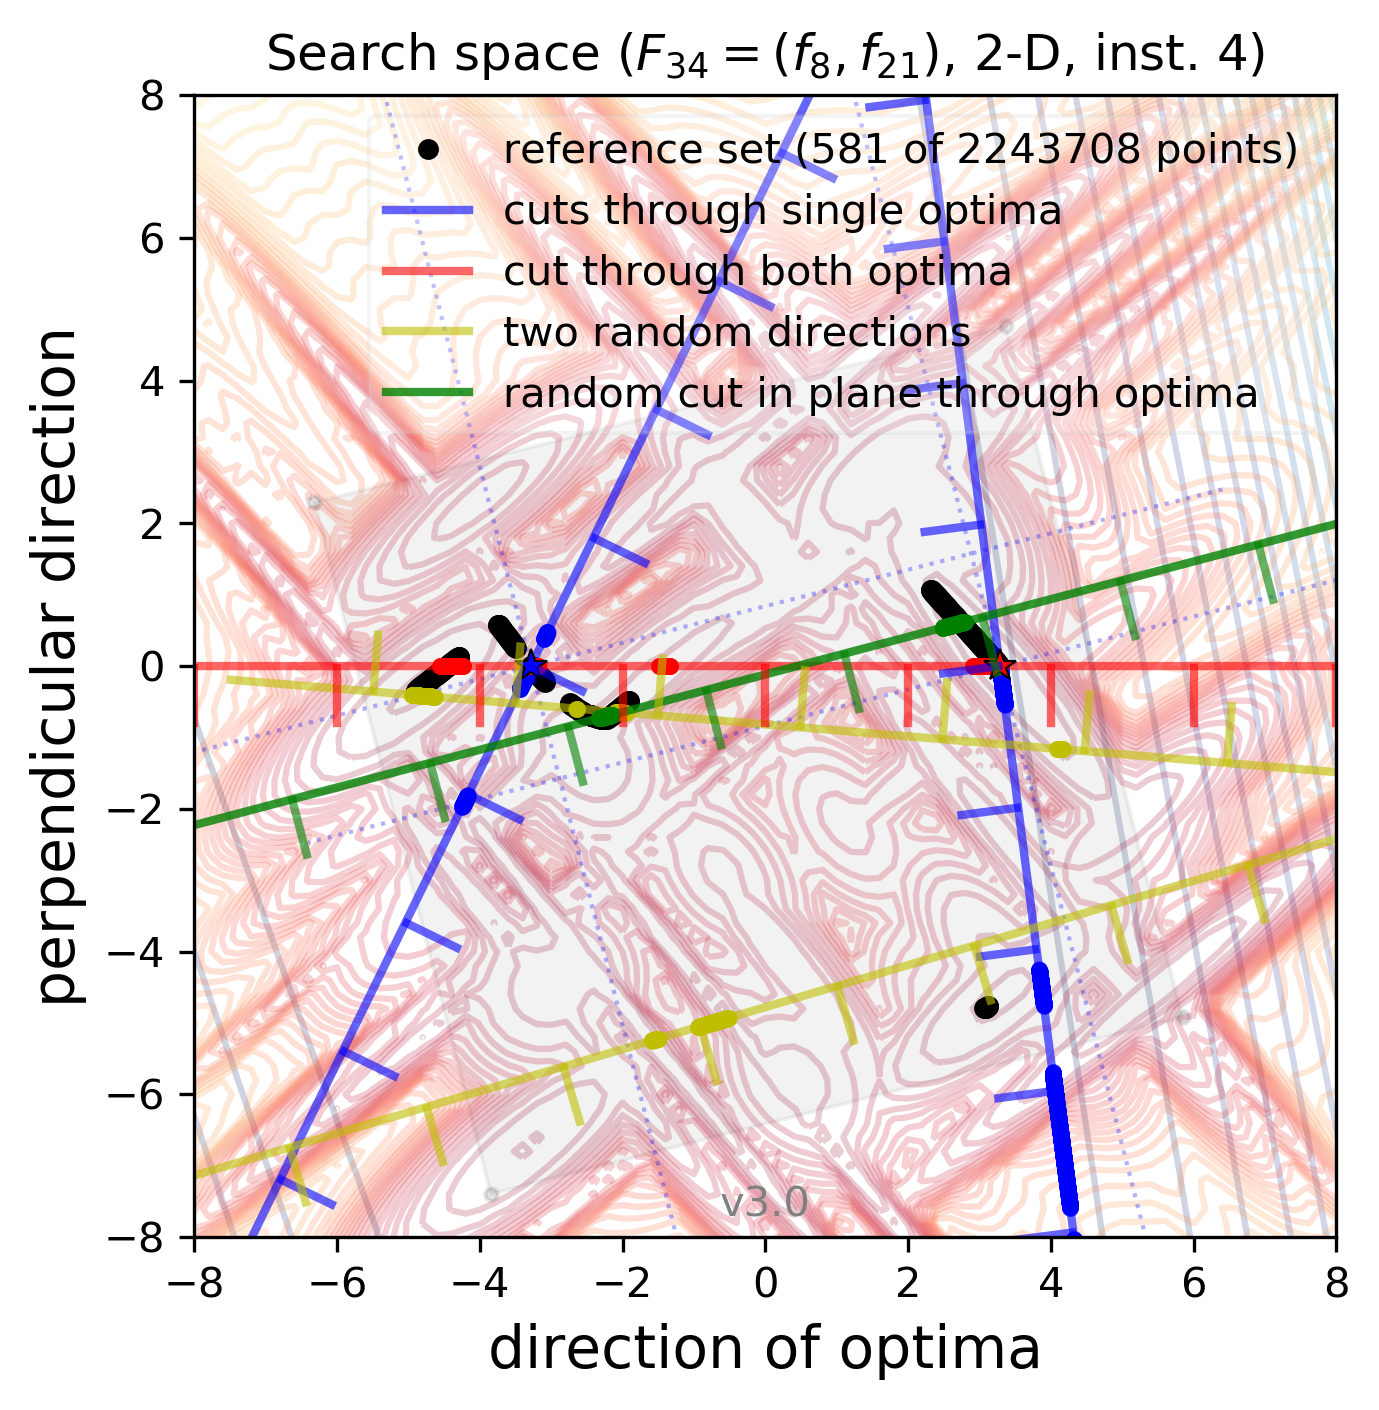 Search space (F₃₄ = (f₈, f₂₁), 2-D, inst. 4)
reference set (581 of 2243708 points)
cuts through single optima
cut through both optima
two random directions
random cut in plane through optima
perpendicular direction
8
6
4
2
0
−2
−4
−6
−8
v3.0
−8 −6 −4 −2 0 2 4 6 8
direction of optima